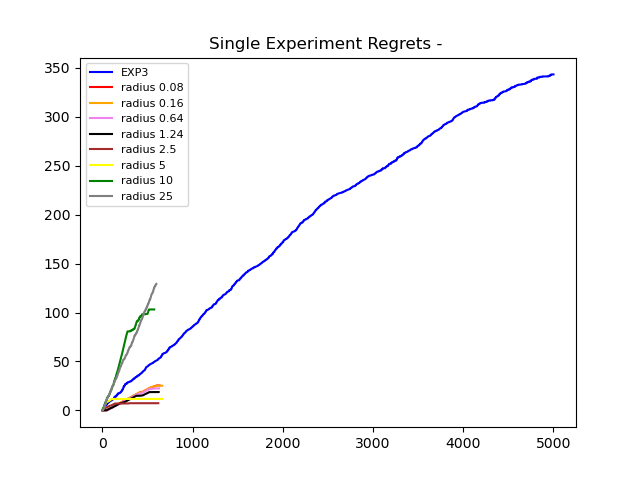 Single Experiment Regrets -
350
300
250
200
150
100
50
0
EXP3
radius 0.08
radius 0.16
radius 0.64
radius 1.24
radius 2.5
radius 5
radius 10
radius 25
0 1000 2000 3000 4000 5000